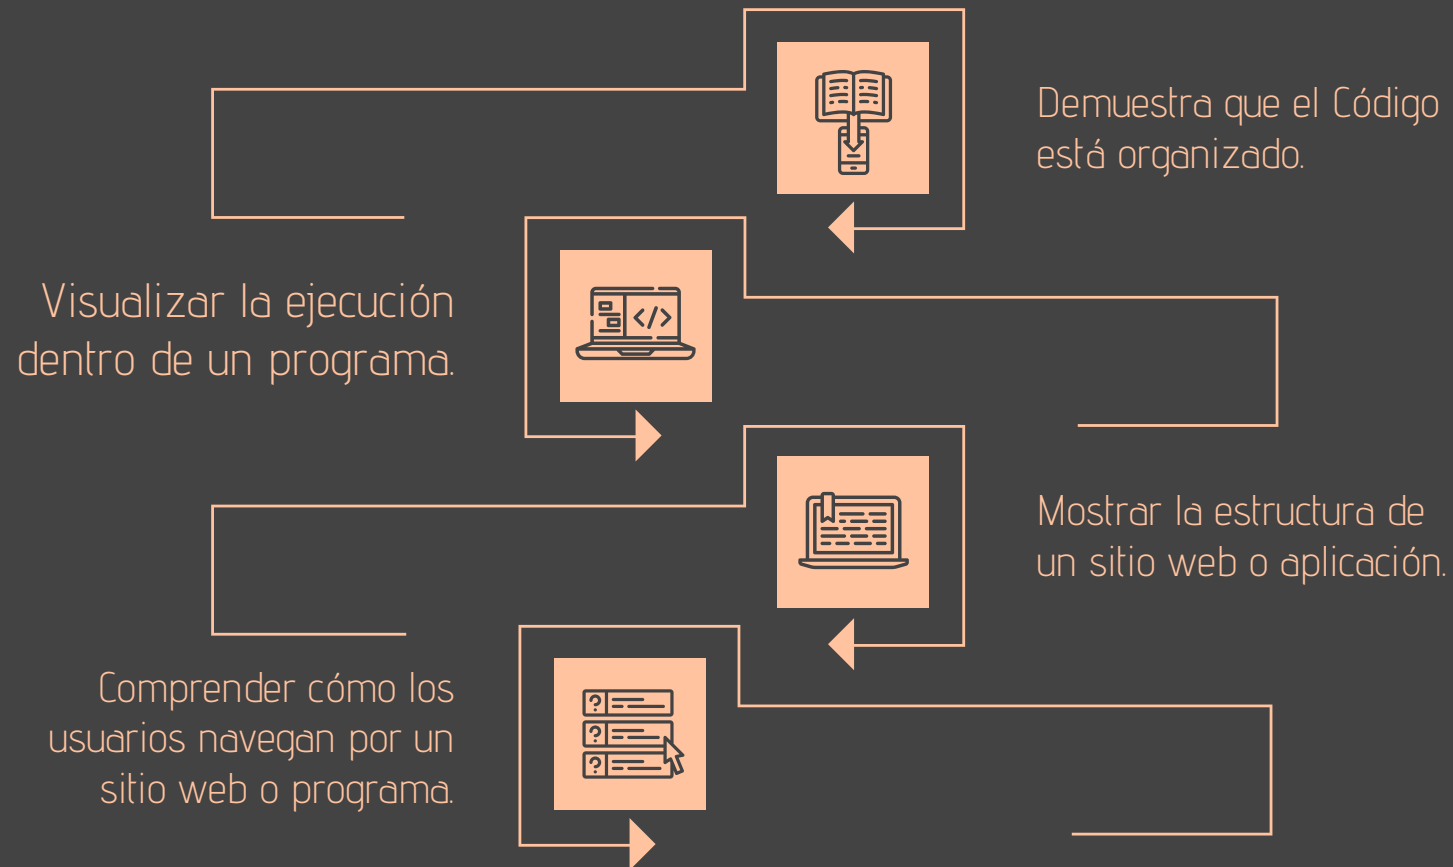 Demuestra que el Código
está organizado.
Visualizar la ejecución
dentro de un programa.
Mostrar la estructura de
un sitio web o aplicación.
Comprender cómo los
usuarios navegan por un
sitio web o programa.